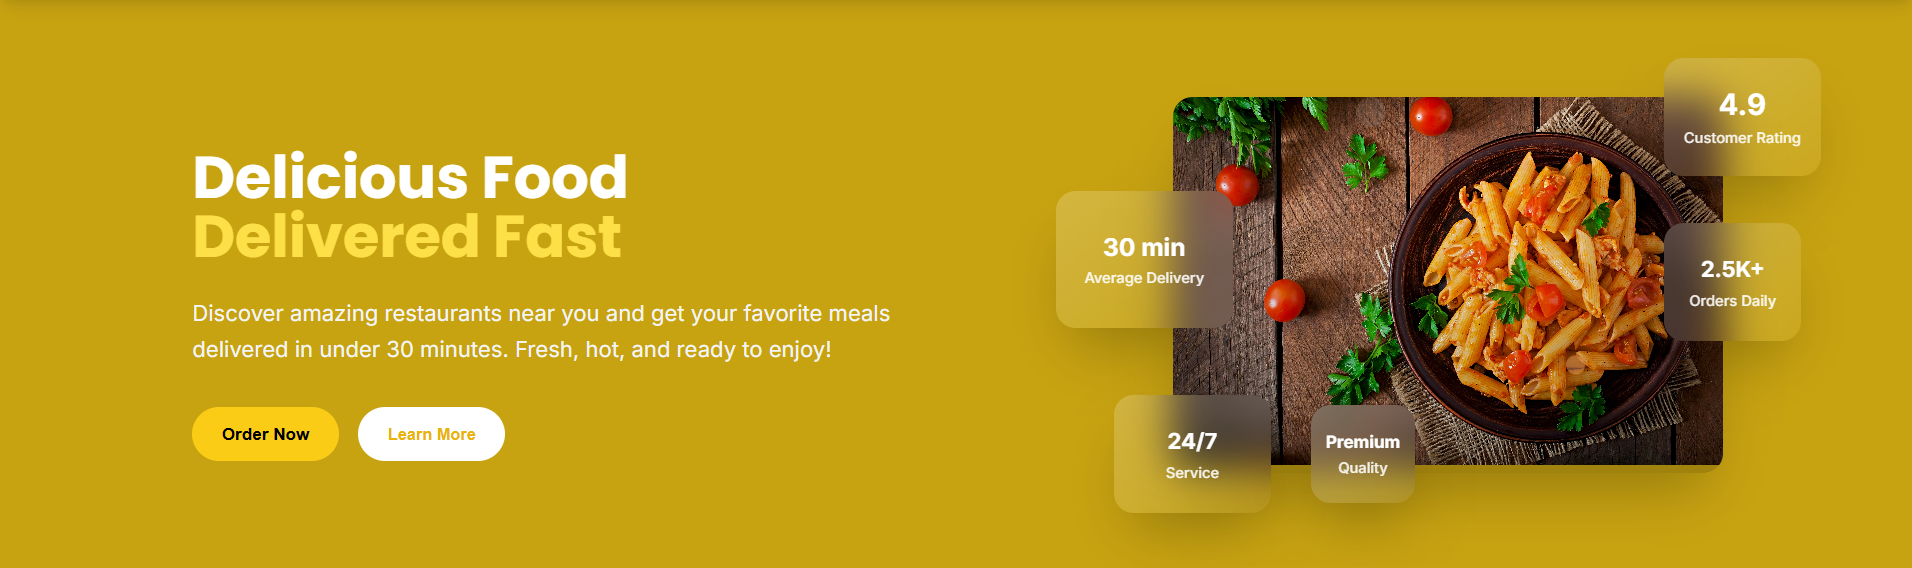 Delicious Food
Delivered Fast
Discover amazing restaurants near you and get your favorite meals
delivered in under 30 minutes. Fresh, hot, and ready to enjoy!
Order Now
Learn More
4.9
Customer Rating
30 min
Average Delivery
2.5K+
Orders Daily
24/7
Service
Premium
Quality